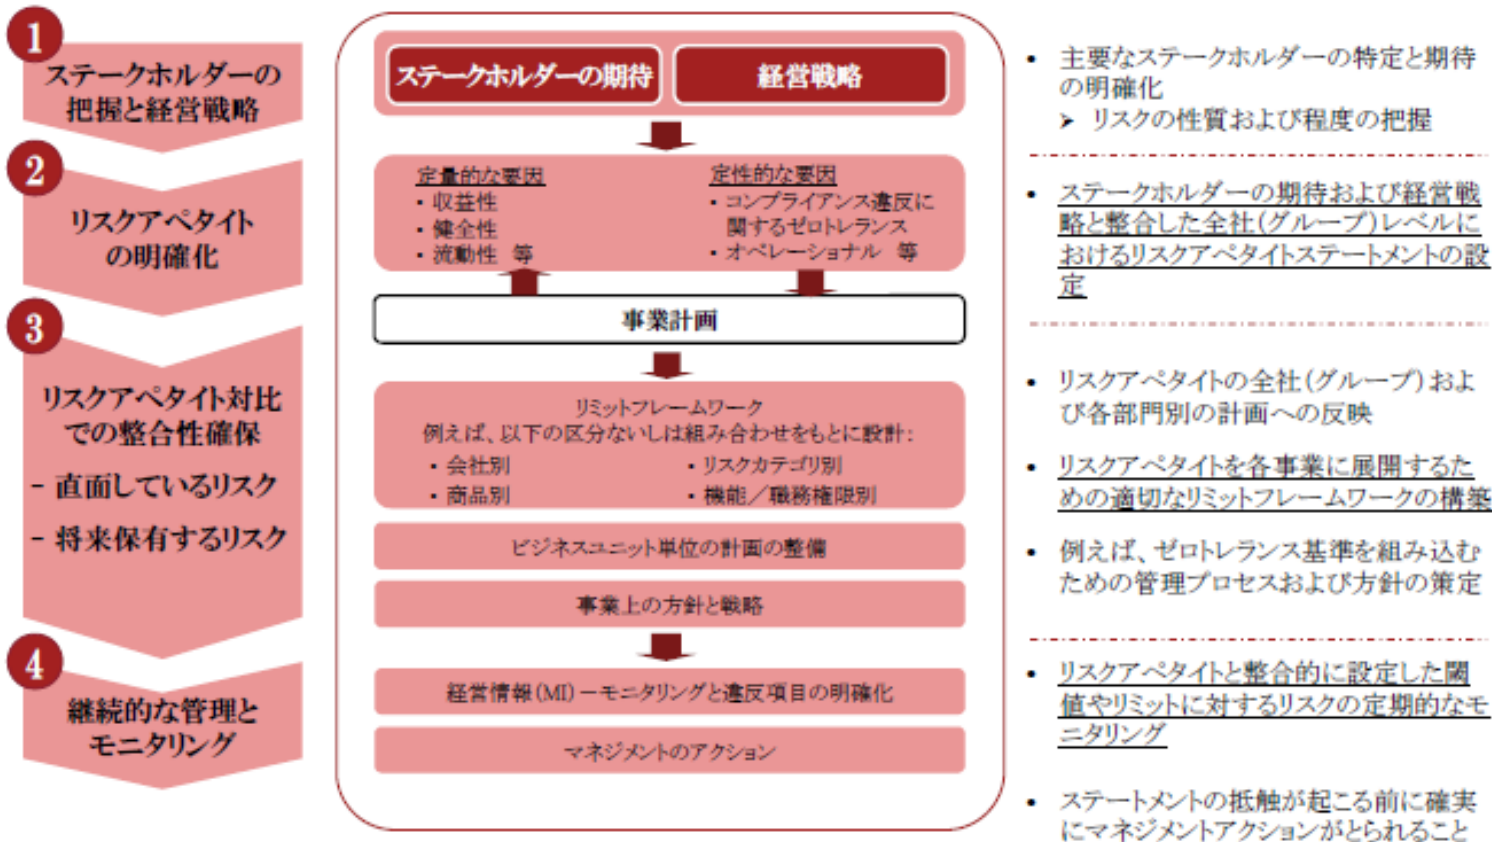 1
ステークホルダーの
把握と経営戦略
2
リスクアペタイト
の明確化
3
リスクアペタイト対比
での整合性確保
- 直面しているリスク
- 将来保有するリスク
4
継続的な管理と
モニタリング
ステークホルダーの期待
経営戦略
定量的な要因
・収益性
・健全性
・流動性 等
定性的な要因
・コンプライアンス違反に
関するゼロトレランス
・オペレーショナル 等
事業計画
リミットフレームワーク
例えば、以下の区分ないしは組み合わせをもとに設計：
・会社別
・リスクカテゴリ別
・商品別
・機能／職務権限別
ビジネスユニット単位の計画の整備
事業上の方針と戦略
経営情報(MI)－モニタリングと違反項目の明確化
マネジメントのアクション
• 主要なステークホルダーの特定と期待
の明確化
➤ リスクの性質および程度の把握
• ステークホルダーの期待および経営戦
略と整合した全社(グループ)レベルに
おけるリスクアペタイトステートメントの設
定
• リスクアペタイトの全社(グループ)およ
び各部門別の計画への反映
• リスクアペタイトを各事業に展開するた
めの適切なリミットフレームワークの構築
• 例えば、ゼロトレランス基準を組み込む
ための管理プロセスおよび方針の策定
• リスクアペタイトと整合的に設定した閾
値やリミットに対するリスクの定期的なモ
ニタリング
• ステートメントの抵触が起こる前に確実
にマネジメントアクションがとられること